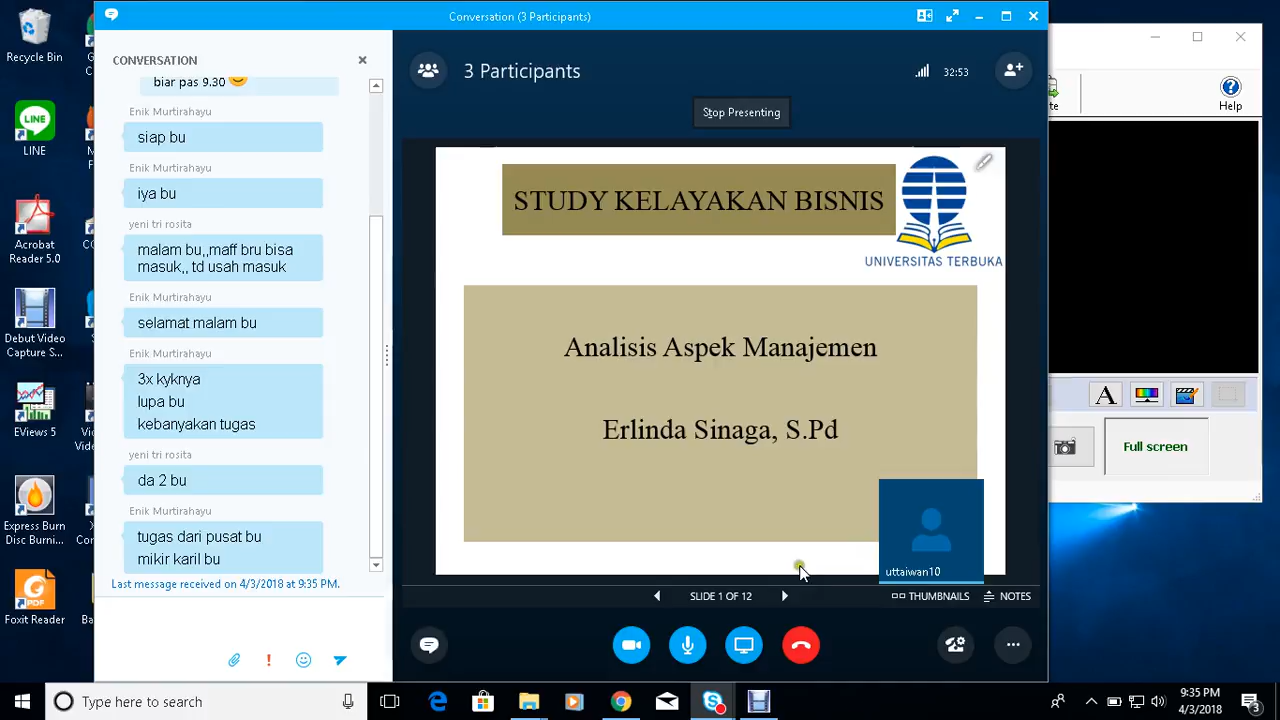 Recycle Bin
LINE
Acrobat
Reader 5.0
Debut Video
Capture S...
EViews 5
Express Burn
Disc Burni...
Foxit Reader
Conversation (3 Participants)
CONVERSATION
biar pas 9.30
Enik Murtirahayu
siap bu
Enik Murtirahayu
iya bu
yeni tri rosita
malam bu,,maff bru bisa
masuk,, td usah masuk
Enik Murtirahayu
selamat malam bu
Enik Murtirahayu
3x kyknya
lupa bu
kebanyakan tugas
yeni tri rosita
da 2 bu
Enik Murtirahayu
tugas dari pusat bu
mikir karil bu
Last message received on 4/3/2018 at 9:35 PM.
3 Participants
32:53
Stop Presenting
STUDY KELAYAKAN BISNIS
UNIVERSITAS TERBUKA
Analisis Aspek Manajemen
Erlinda Sinaga, S.Pd
uttaiwan10
SLIDE 1 OF 12
THUMBNAILS
NOTES
Help
A
Full screen
Type here to search
9:35 PM
4/3/2018
3